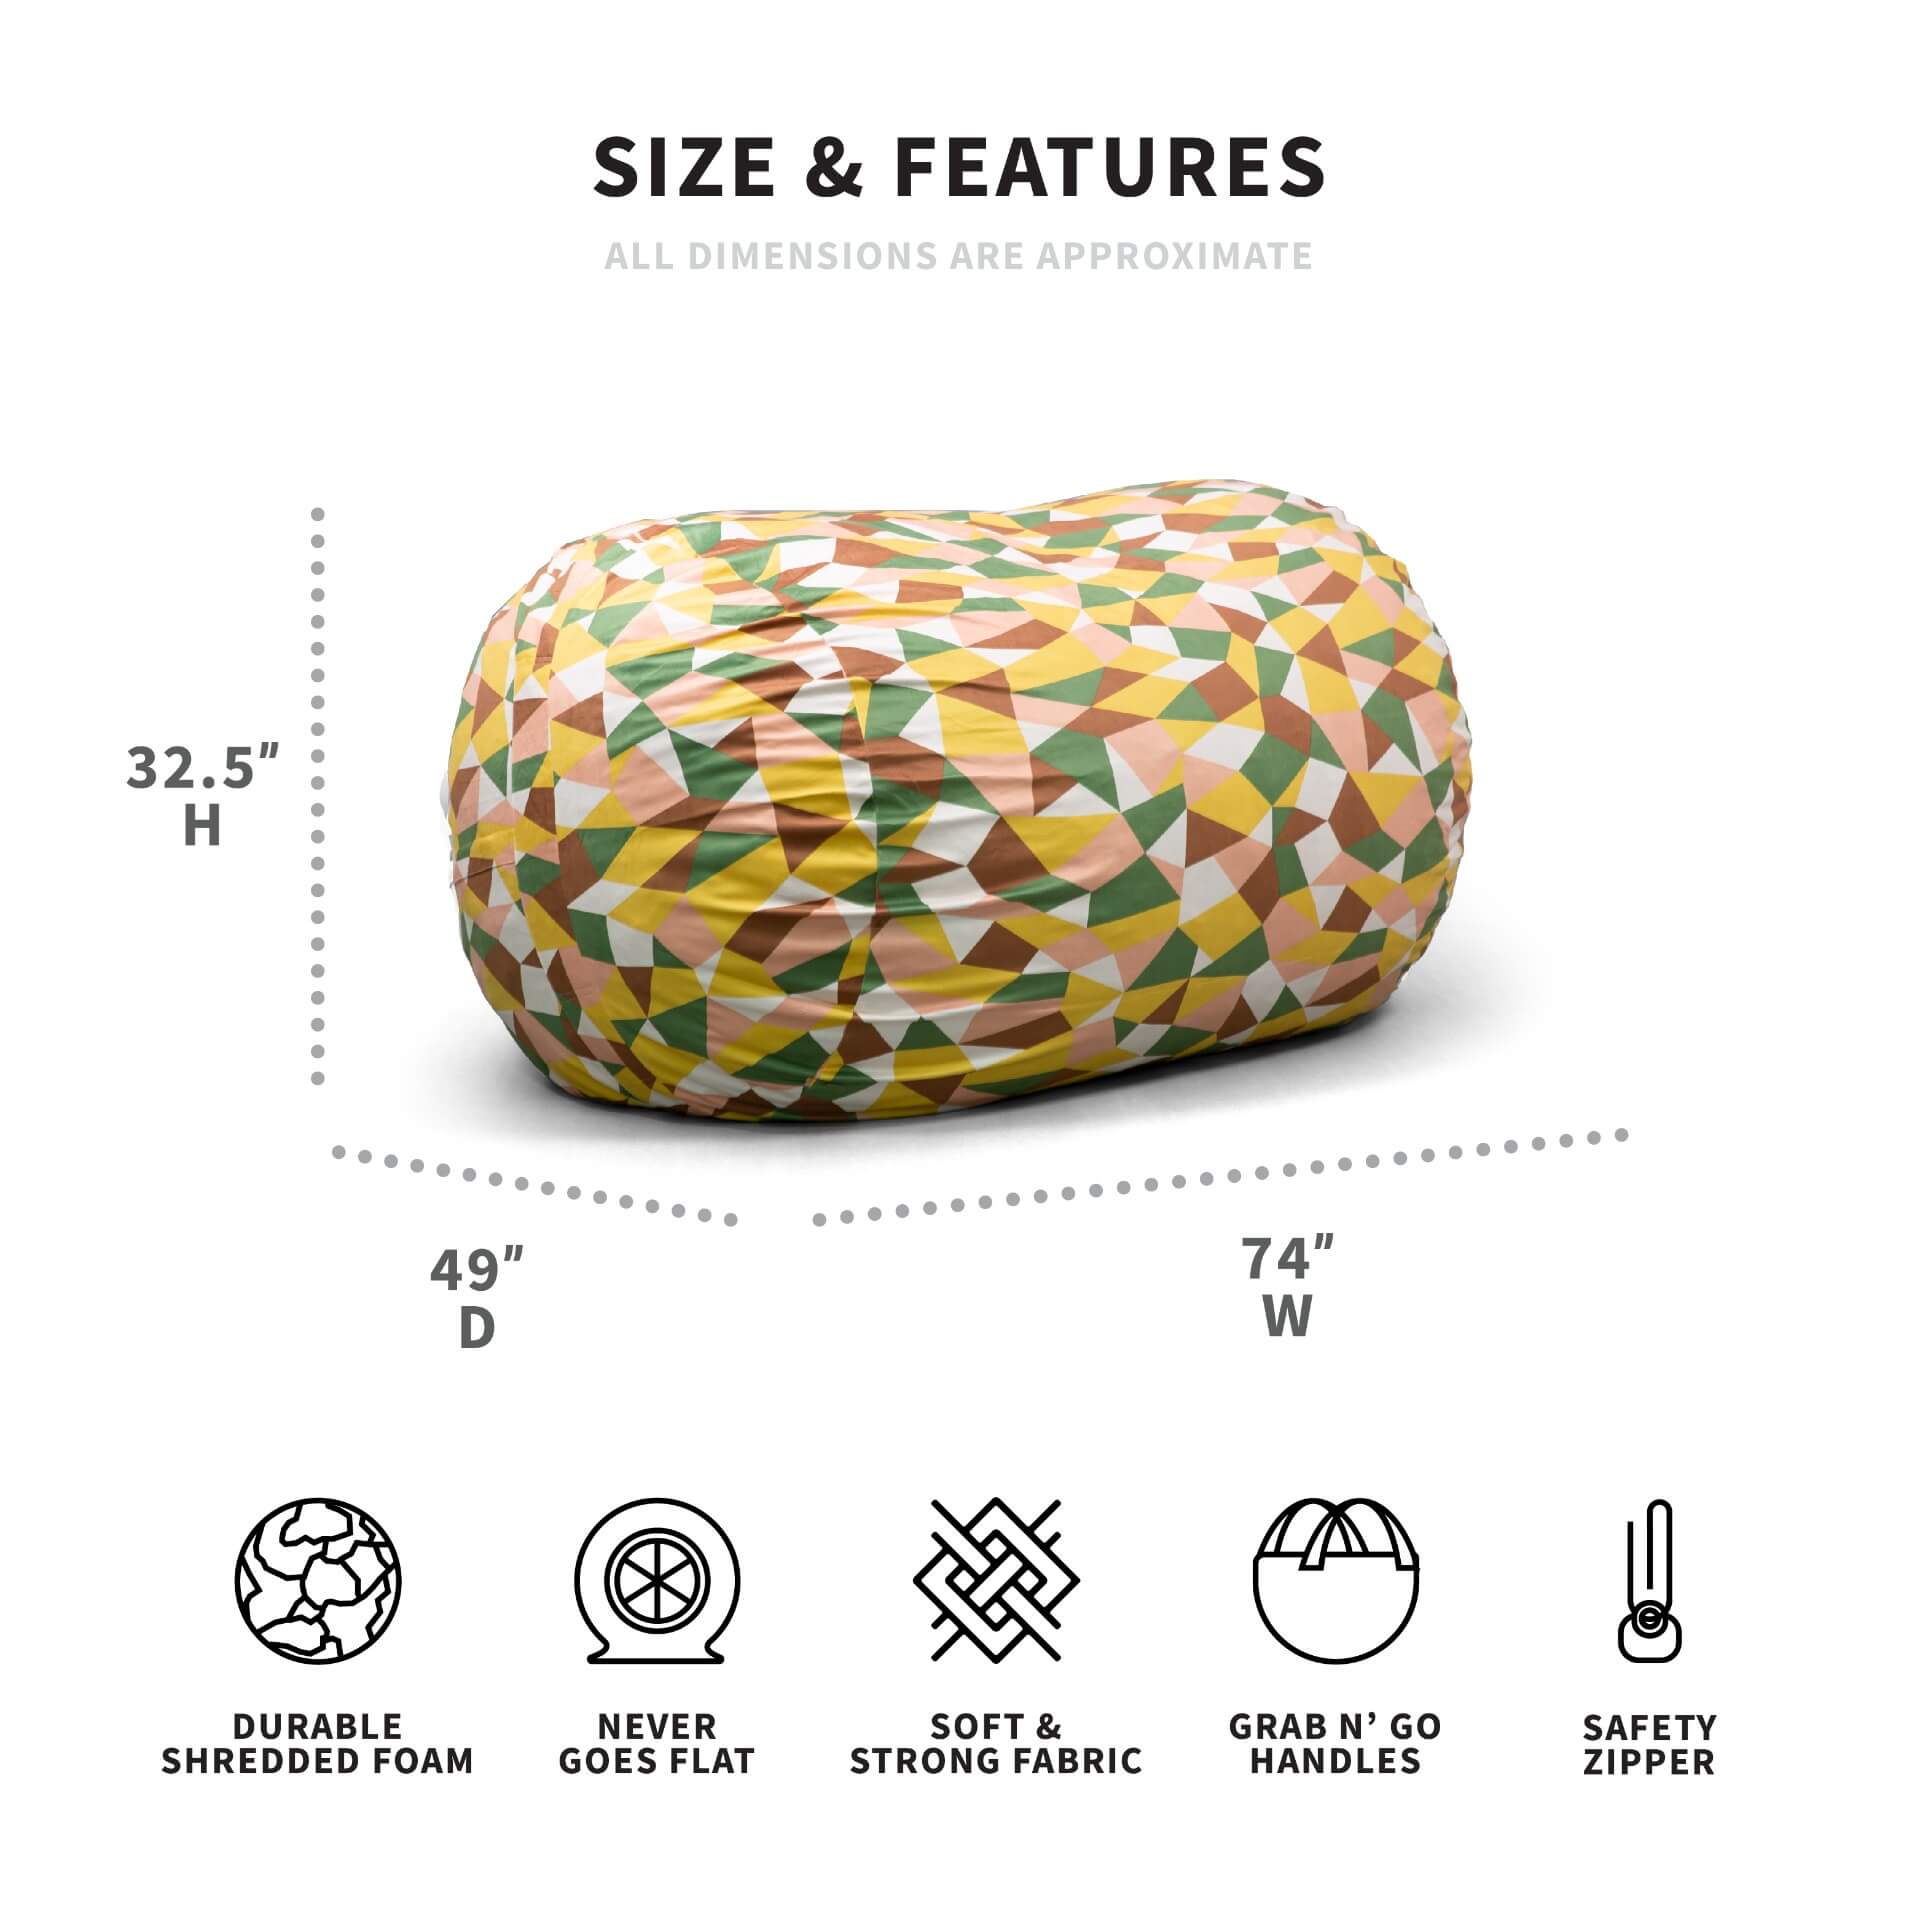 SIZE & FEATURES
ALL DIMENSIONS ARE APPROXIMATE
32.5"
H
49"
D
74"
W
DURABLE
SHREDDED FOAM
NEVER
GOES FLAT
SOFT &
STRONG FABRIC
GRAB N’ GO
HANDLES
SAFETY
ZIPPER